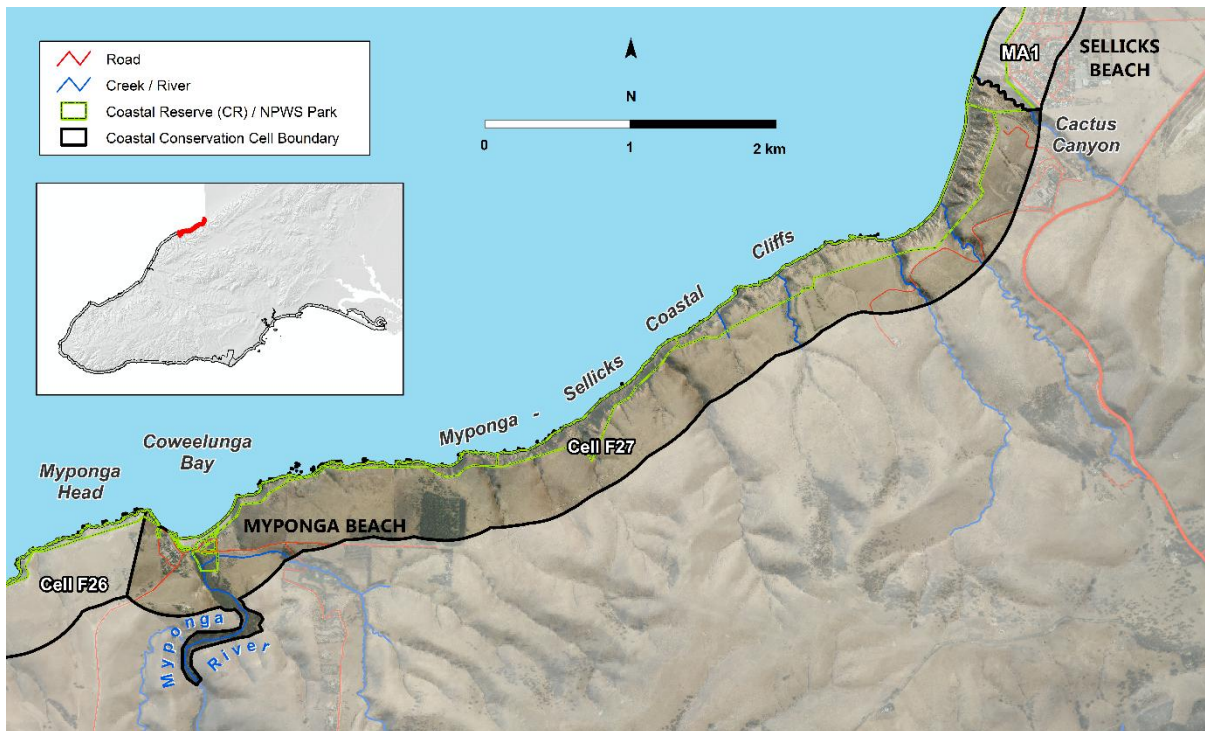 Road
Creek / River
Coastal Reserve (CR) / NPWS Park
Coastal Conservation Cell Boundary
N
0
1
2 km
MA1
SELLICKS
BEACH
Cactus
Canyon
Myponga - Sellicks Coastal Cliffs
Cell F27
Coweelunga
Bay
Myponga
Head
MYPONGA BEACH
Cell F26
Myponga
River